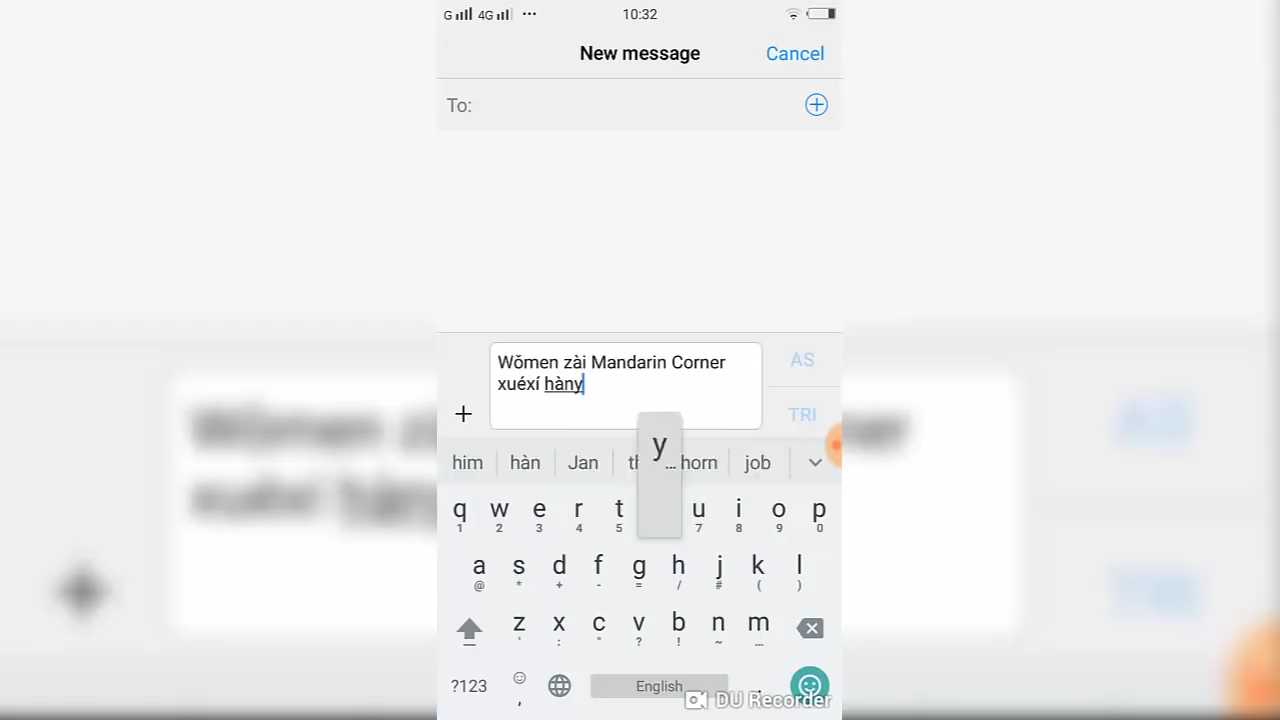 G 4G ... 10:32
New message Cancel
To:
Wǒmen zài Mandarin Corner
xuéxí hàny
AS
TRI
y
him hàn Jan th... horn job
q w e r t u i o p
1 2 3 4 5 7 8 9 0
a s d f g h j k l
@ * + - = / # ( )
z x c v b n m
' : " ? ! ~ ...
?123 , English .
DU Recorder